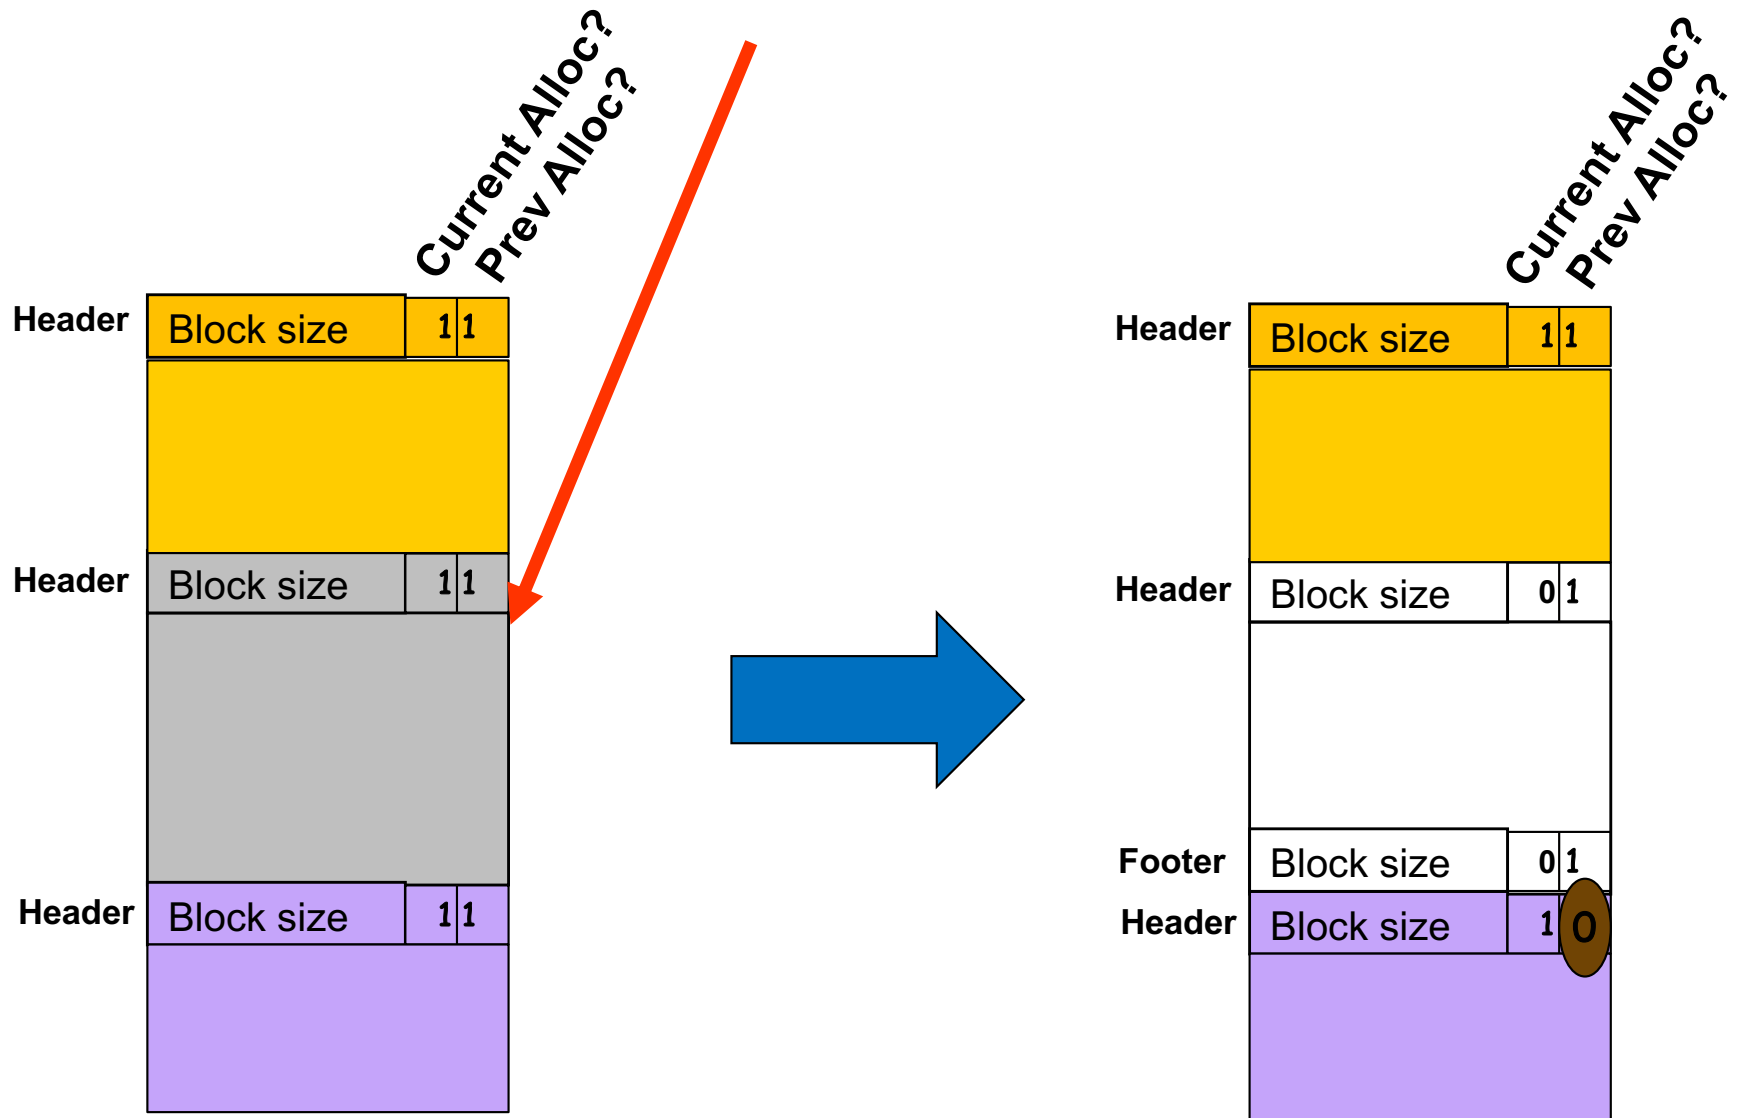 Current Alloc?
Prev Alloc?
Header Block size 1 1
Header Block size 1 1
Header Block size 1 1
Current Alloc?
Prev Alloc?
Header Block size 1 1
Header Block size 0 1
Footer Block size 0 1
Header Block size 1 0